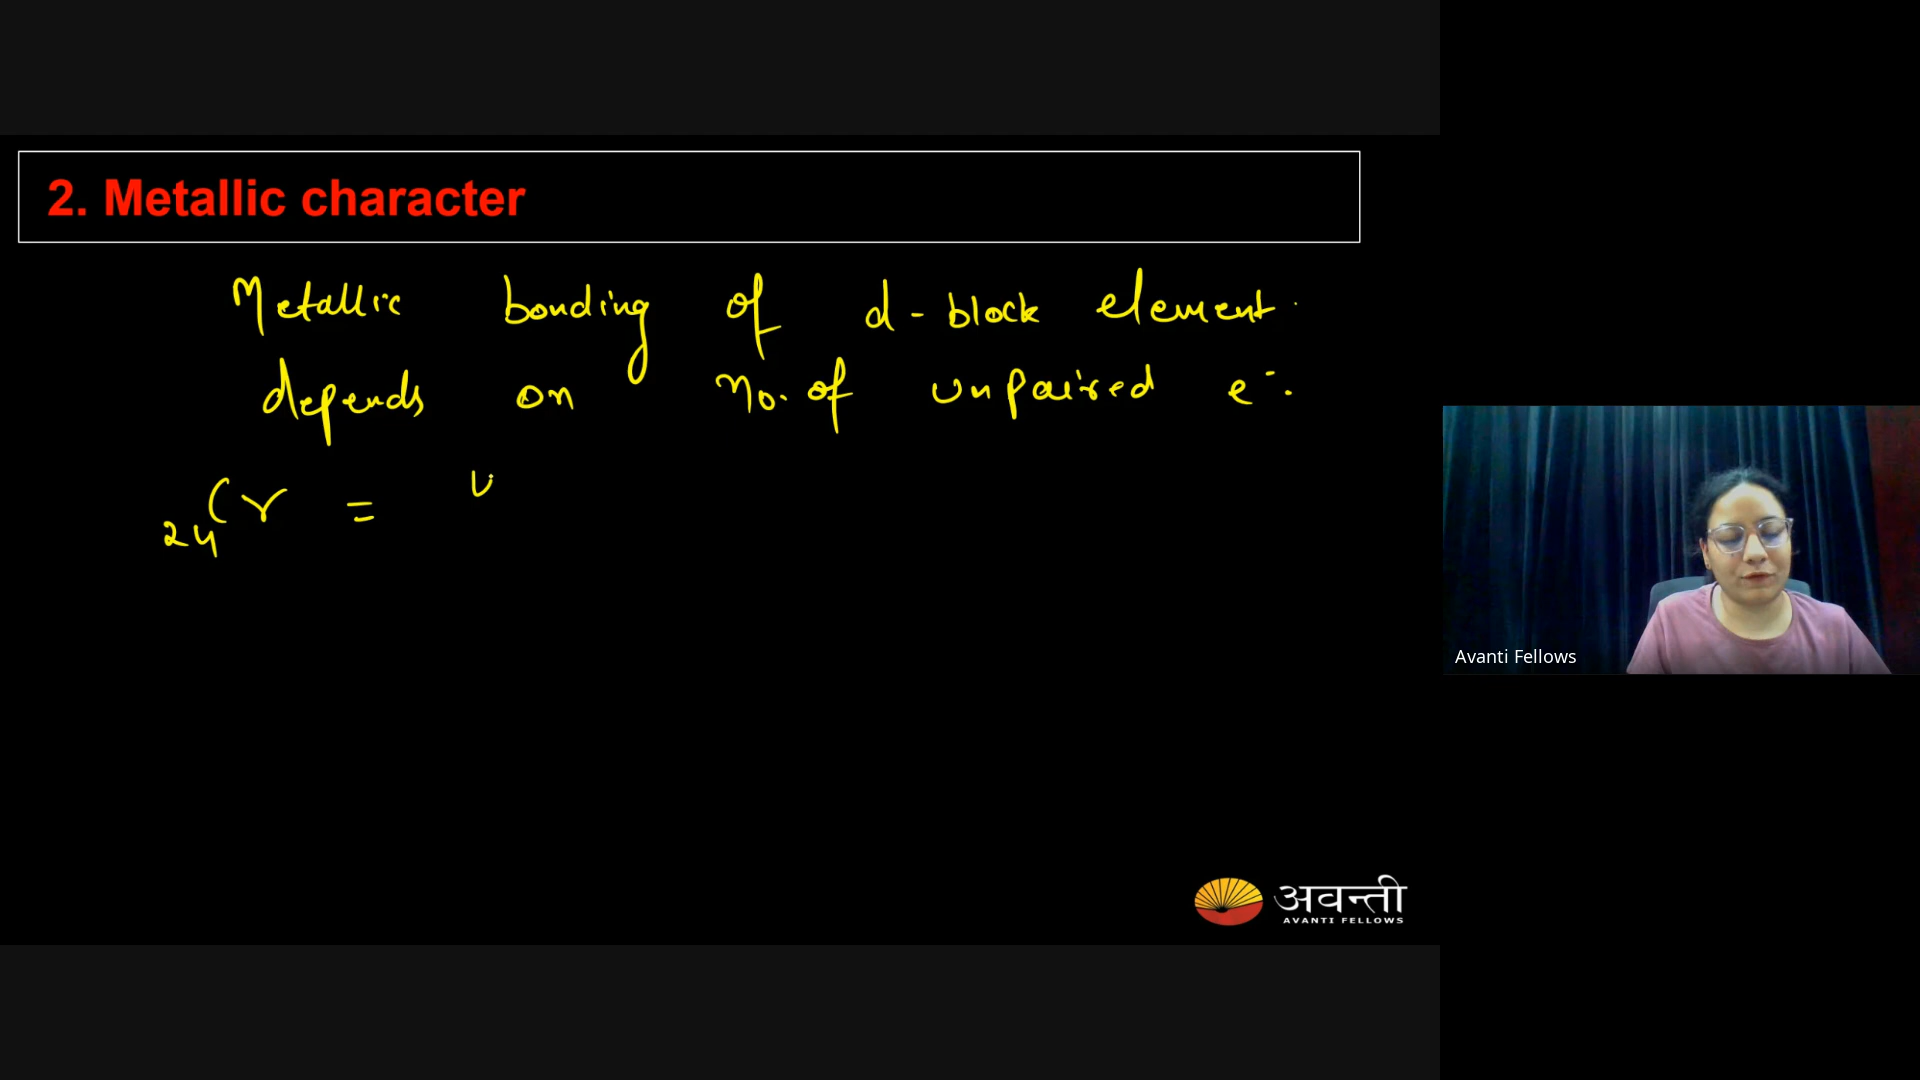 2. Metallic character
Metallic bonding of d-block element
depends on no. of unpaired e⁻.
₂₄Cr =
Avanti Fellows
अवन्ती
AVANTI FELLOWS